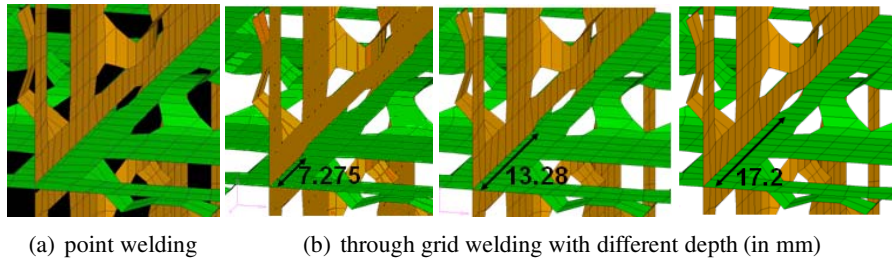 7.275
13.28
17.2
(a) point welding
(b) through grid welding with different depth (in mm)